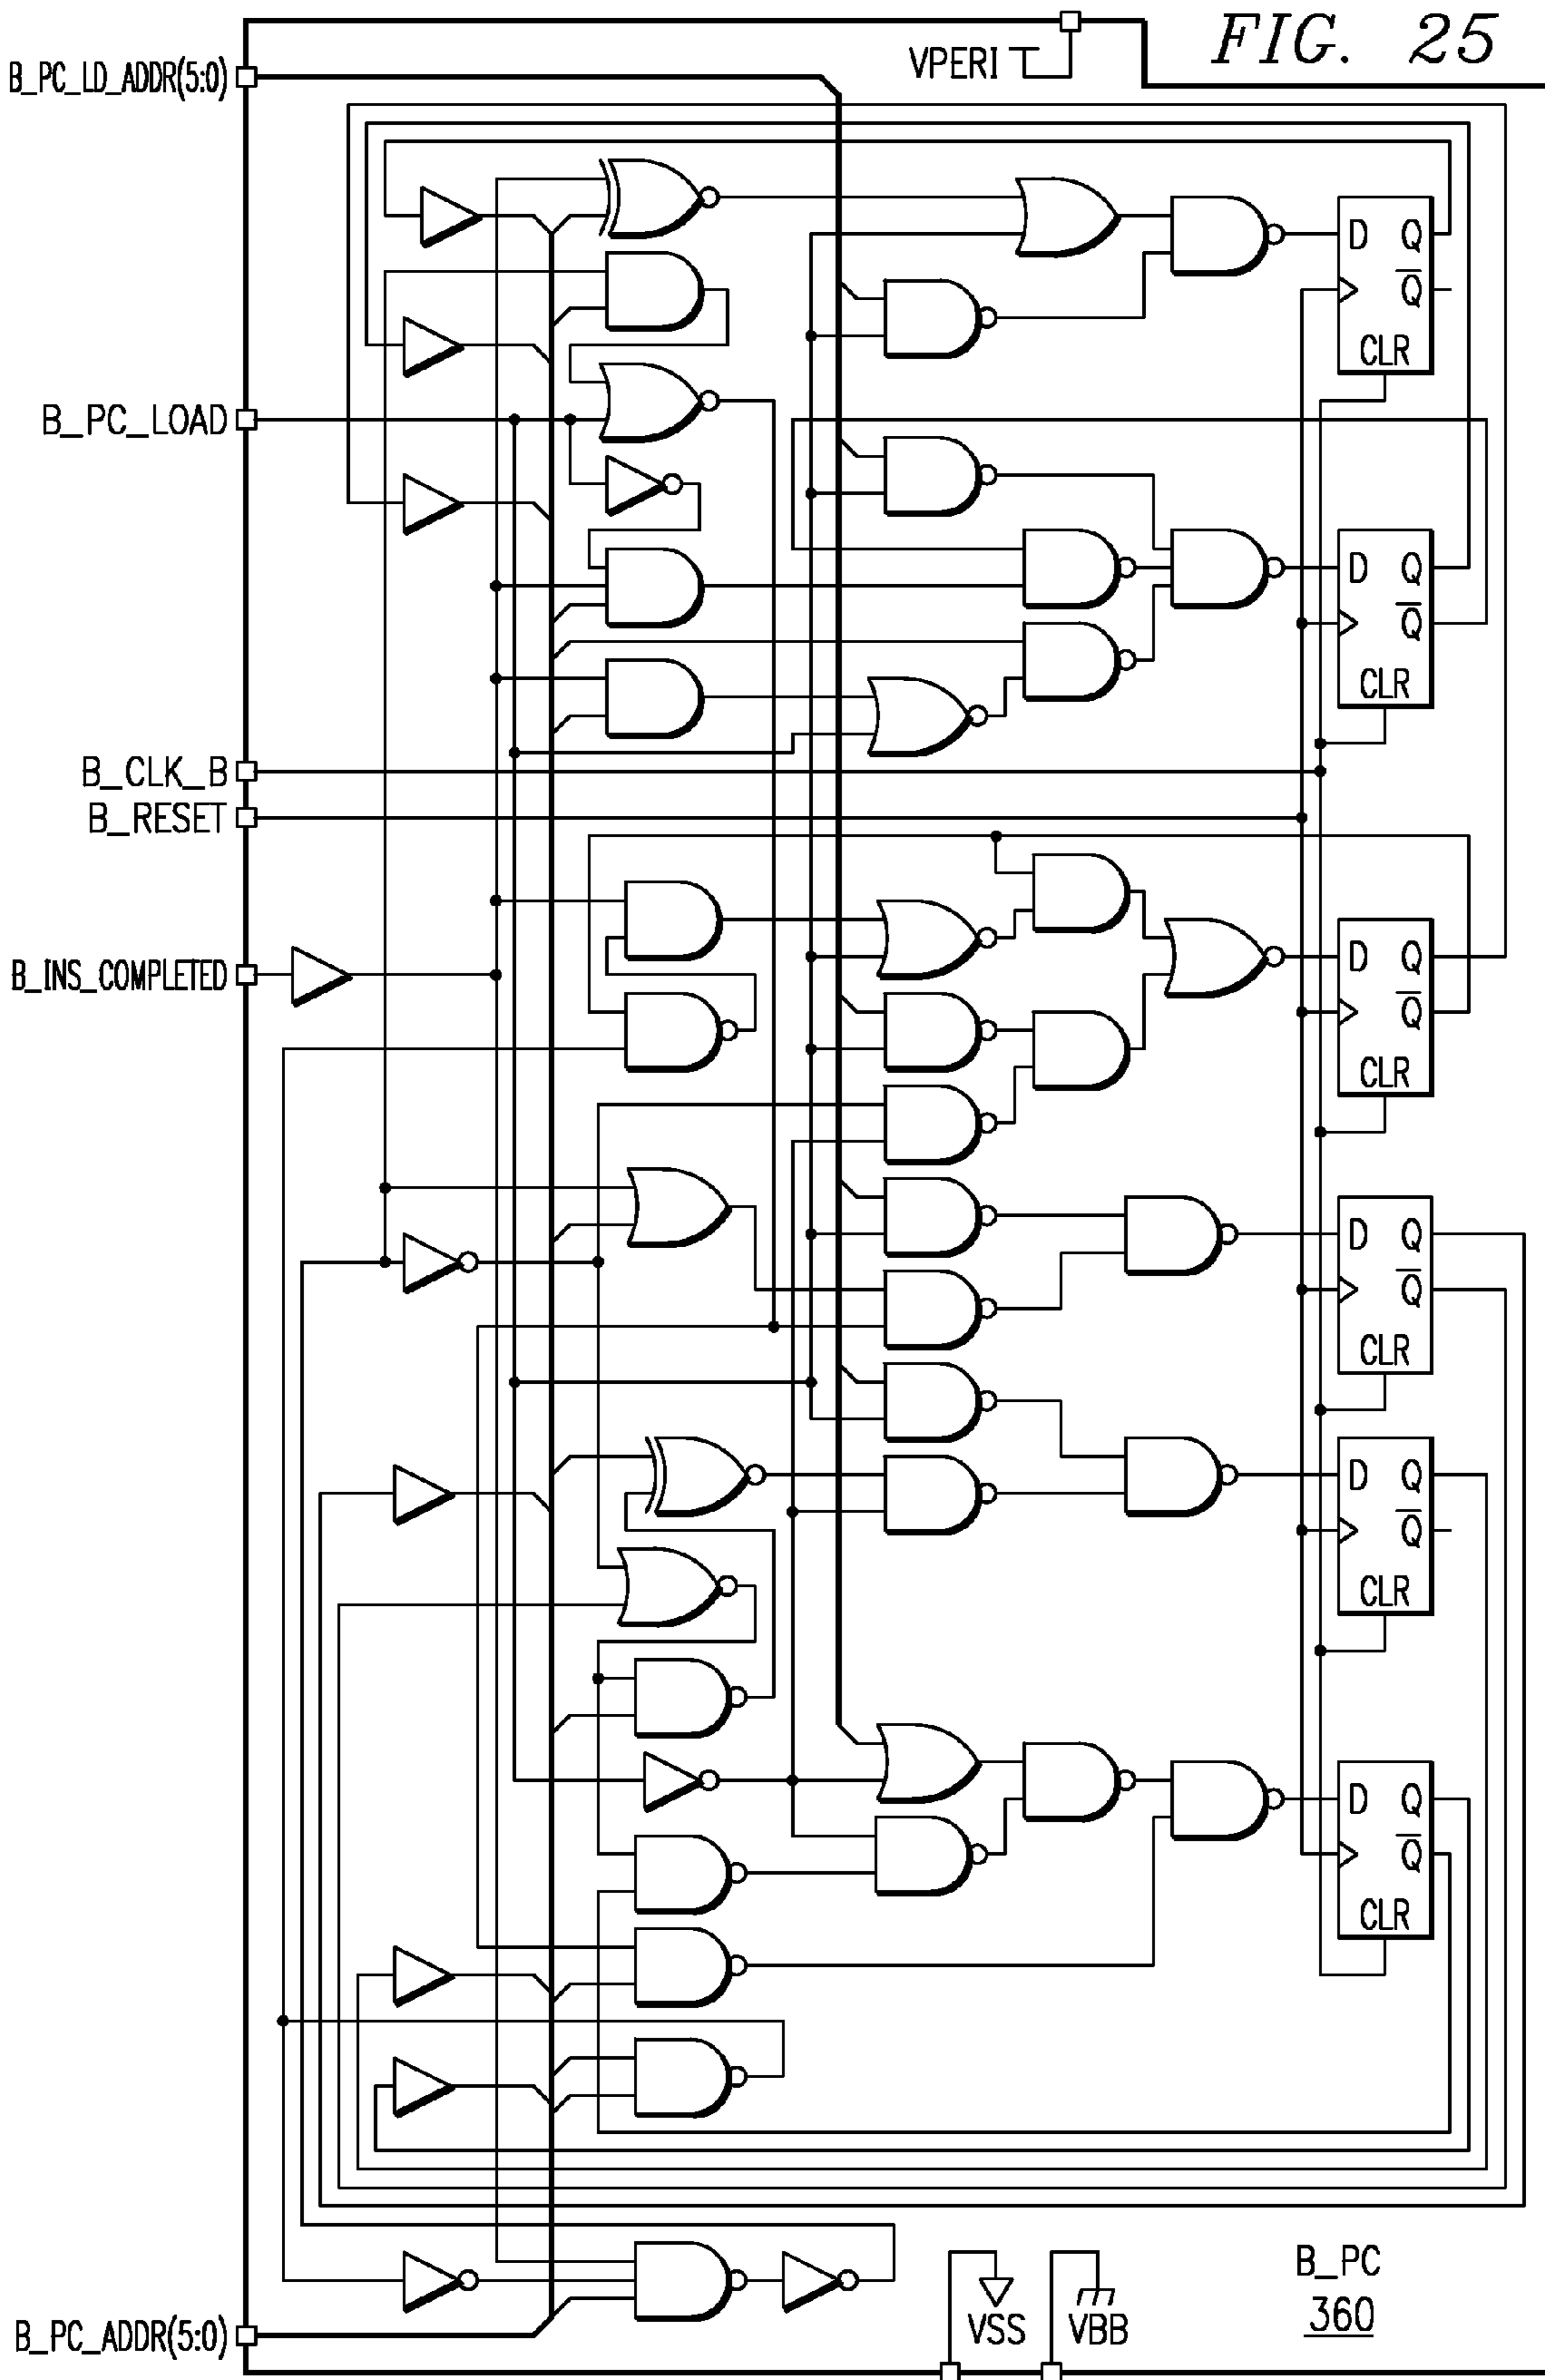 FIG. 25
VPERI
B_PC_LD_ADDR(5:0)
D Q
Q̅
CLR
B_PC_LOAD
D Q
Q̅
CLR
B_CLK_B
B_RESET
D Q
B_INS_COMPLETED
Q̅
CLR
D Q
Q̅
CLR
D Q
Q̅
CLR
D Q
Q̅
CLR
B_PC
360
VSS
VBB
B_PC_ADDR(5:0)